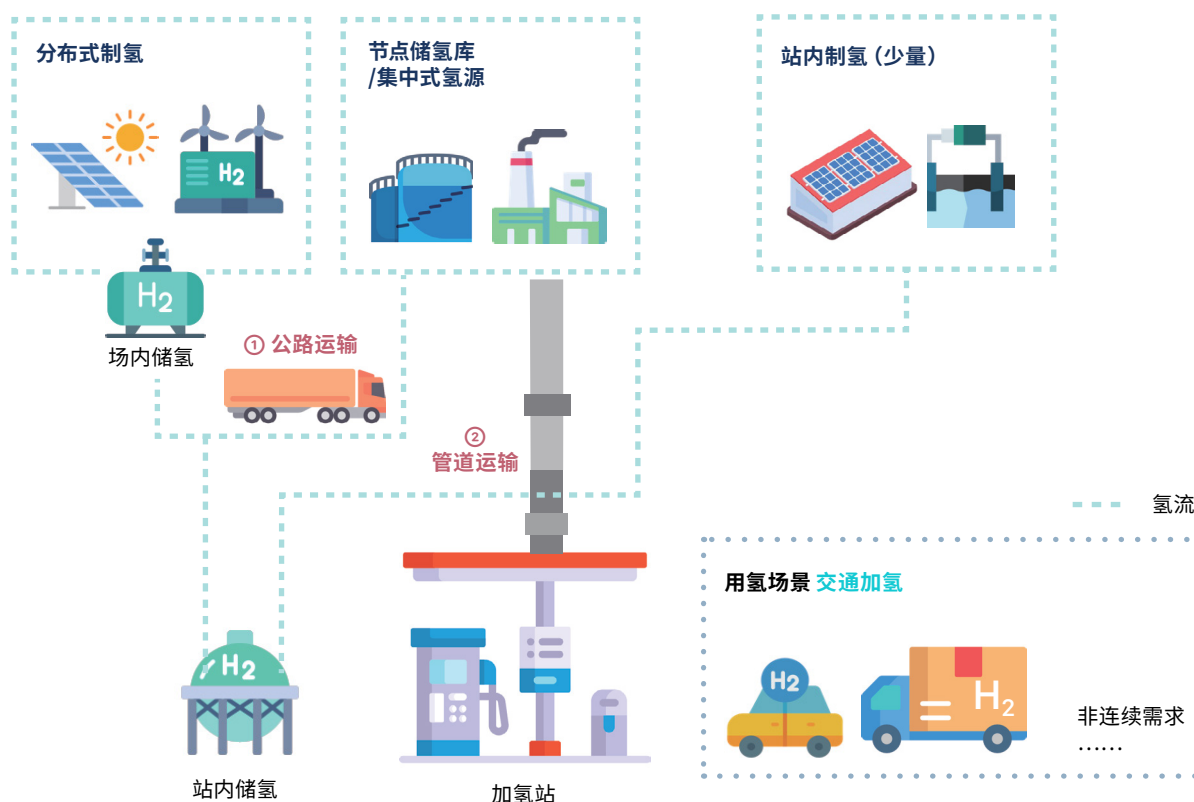 分布式制氢
节点储氢库
/集中式氢源
站内制氢（少量）
H2
H2
场内储氢
① 公路运输
②
管道运输
氢流
用氢场景 交通加氢
H2
H2
H2
非连续需求
……
站内储氢
加氢站